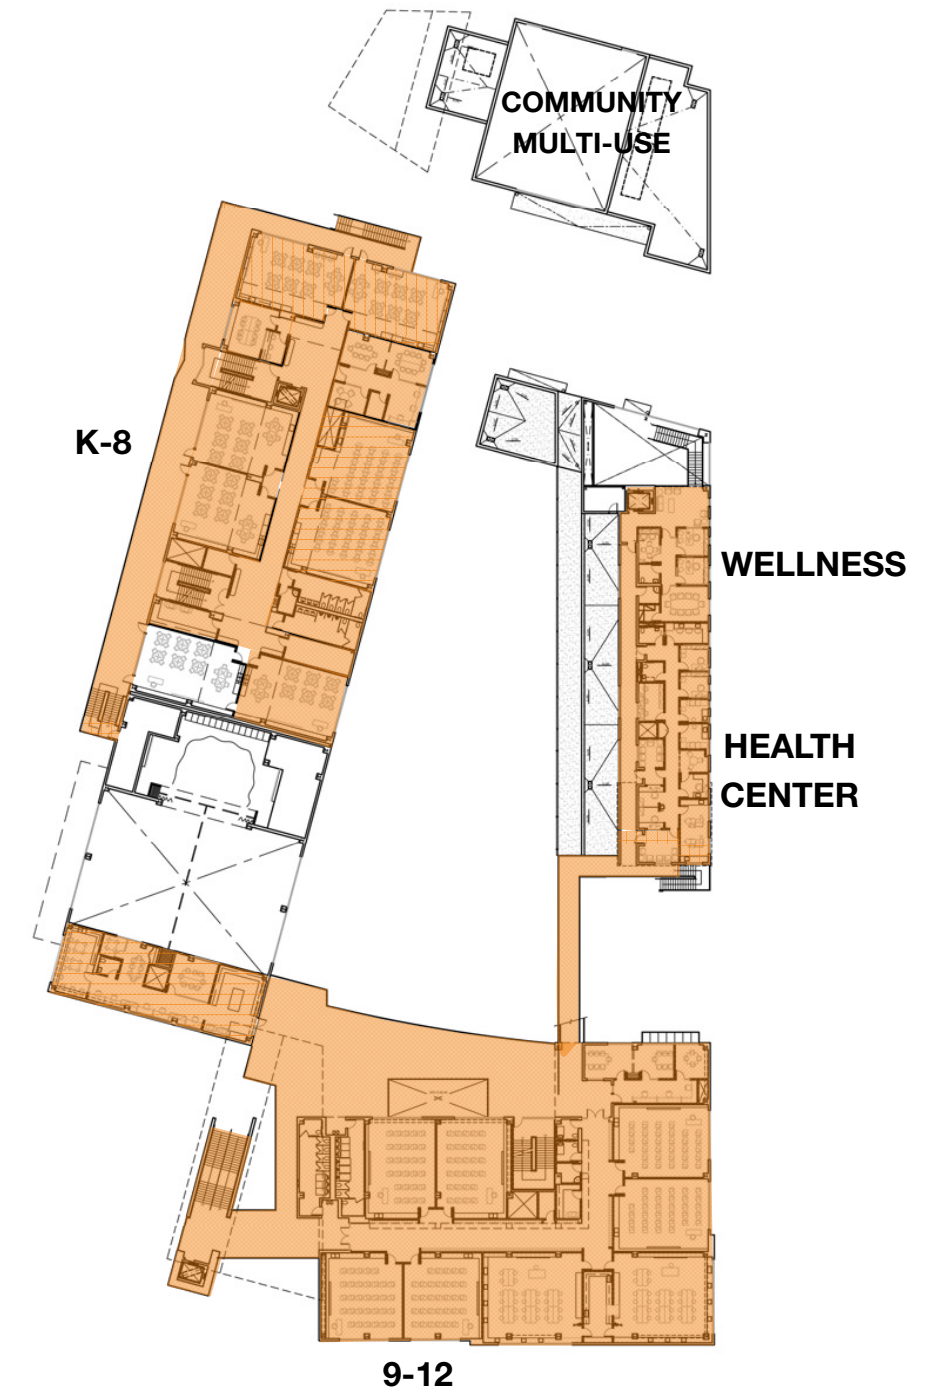 COMMUNITY
MULTI-USE
K-8
WELLNESS
HEALTH
CENTER
9-12